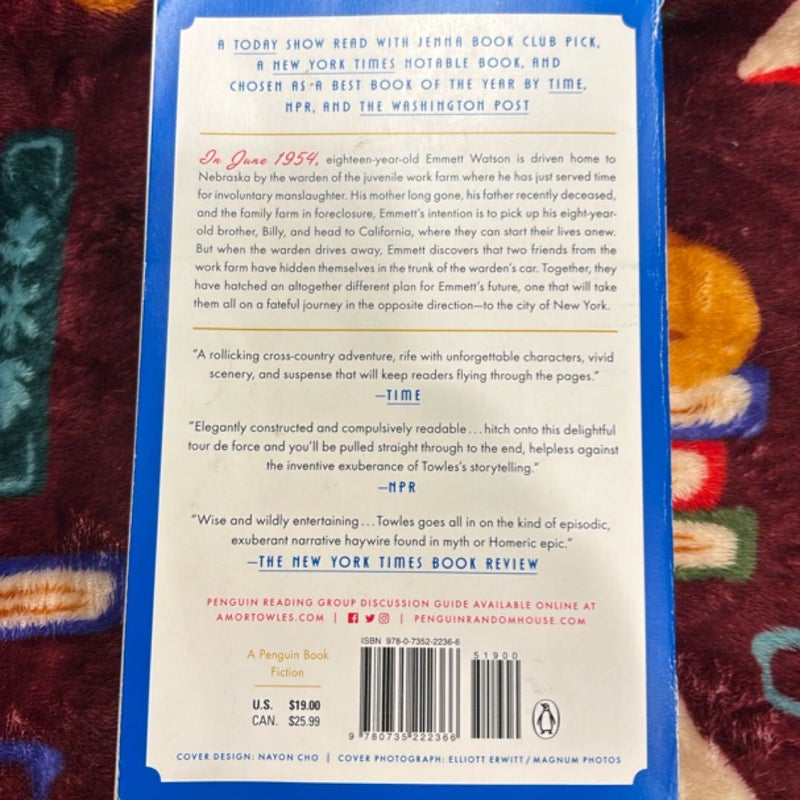 A TODAY SHOW READ WITH JENNA BOOK CLUB PICK,
A NEW YORK TIMES NOTABLE BOOK, AND
CHOSEN AS A BEST BOOK OF THE YEAR BY TIME,
NPR, AND THE WASHINGTON POST
In June 1954, eighteen-year-old Emmett Watson is driven home to
Nebraska by the warden of the juvenile work farm where he has just served time
for involuntary manslaughter. His mother long gone, his father recently deceased,
and the family farm in foreclosure, Emmett's intention is to pick up his eight-year-
old brother, Billy, and head to California, where they can start their lives anew.
But when the warden drives away, Emmett discovers that two friends from the
work farm have hidden themselves in the trunk of the warden's car. Together, they
have hatched an altogether different plan for Emmett's future, one that will take
them all on a fateful journey in the opposite direction—to the city of New York.
"A rollicking cross-country adventure, rife with unforgettable characters, vivid
scenery, and suspense that will keep readers flying through the pages."
—TIME
"Elegantly constructed and compulsively readable...hitch onto this delightful
tour de force and you'll be pulled straight through to the end, helpless against
the inventive exuberance of Towles's storytelling."
—NPR
"Wise and wildly entertaining...Towles goes all in on the kind of episodic,
exuberant narrative haywire found in myth or Homeric epic."
—THE NEW YORK TIMES BOOK REVIEW
PENGUIN READING GROUP DISCUSSION GUIDE AVAILABLE ONLINE AT
AMORTOWLES.COM | | PENGUINRANDOMHOUSE.COM
A Penguin Book
Fiction
U.S. $19.00
CAN. $25.99
ISBN 978-0-7352-2236-6
51900
9 780735 222366
COVER DESIGN: NAYON CHO | COVER PHOTOGRAPH: ELLIOTT ERWITT / MAGNUM PHOTOS